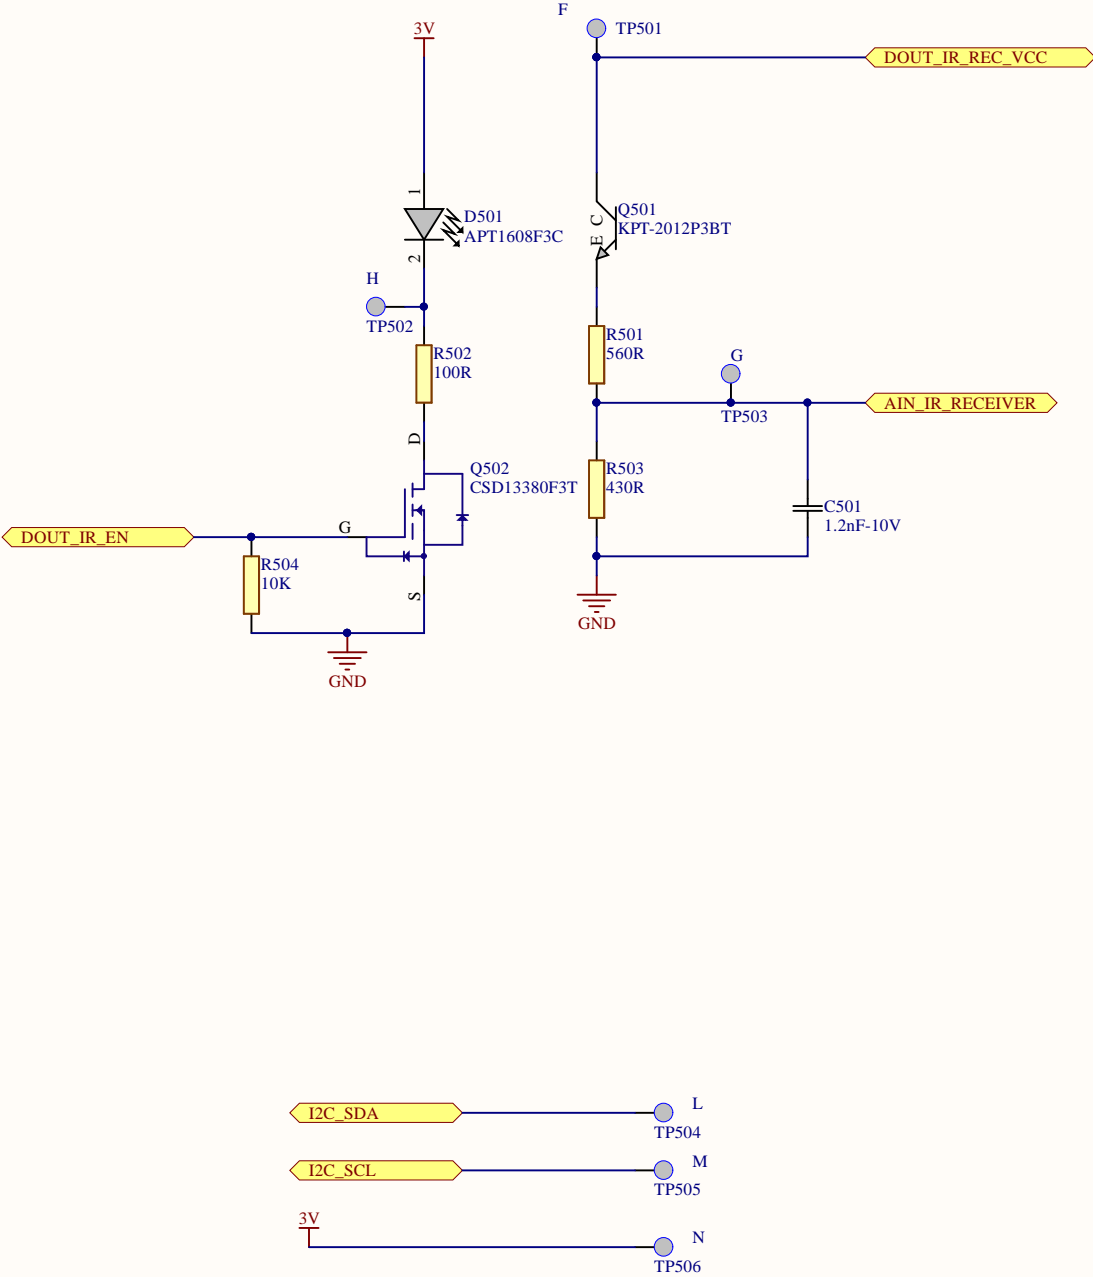 F
TP501
3V
DOUT_IR_REC_VCC
1
D501
APT1608F3C
2
C
E
Q501
KPT-2012P3BT
H
TP502
R502
100R
R501
560R
G
TP503
AIN_IR_RECEIVER
D
Q502
CSD13380F3T
R503
430R
C501
1.2nF-10V
DOUT_IR_EN
G
R504
10K
S
GND
GND
I2C_SDA
L
TP504
I2C_SCL
M
TP505
3V
N
TP506